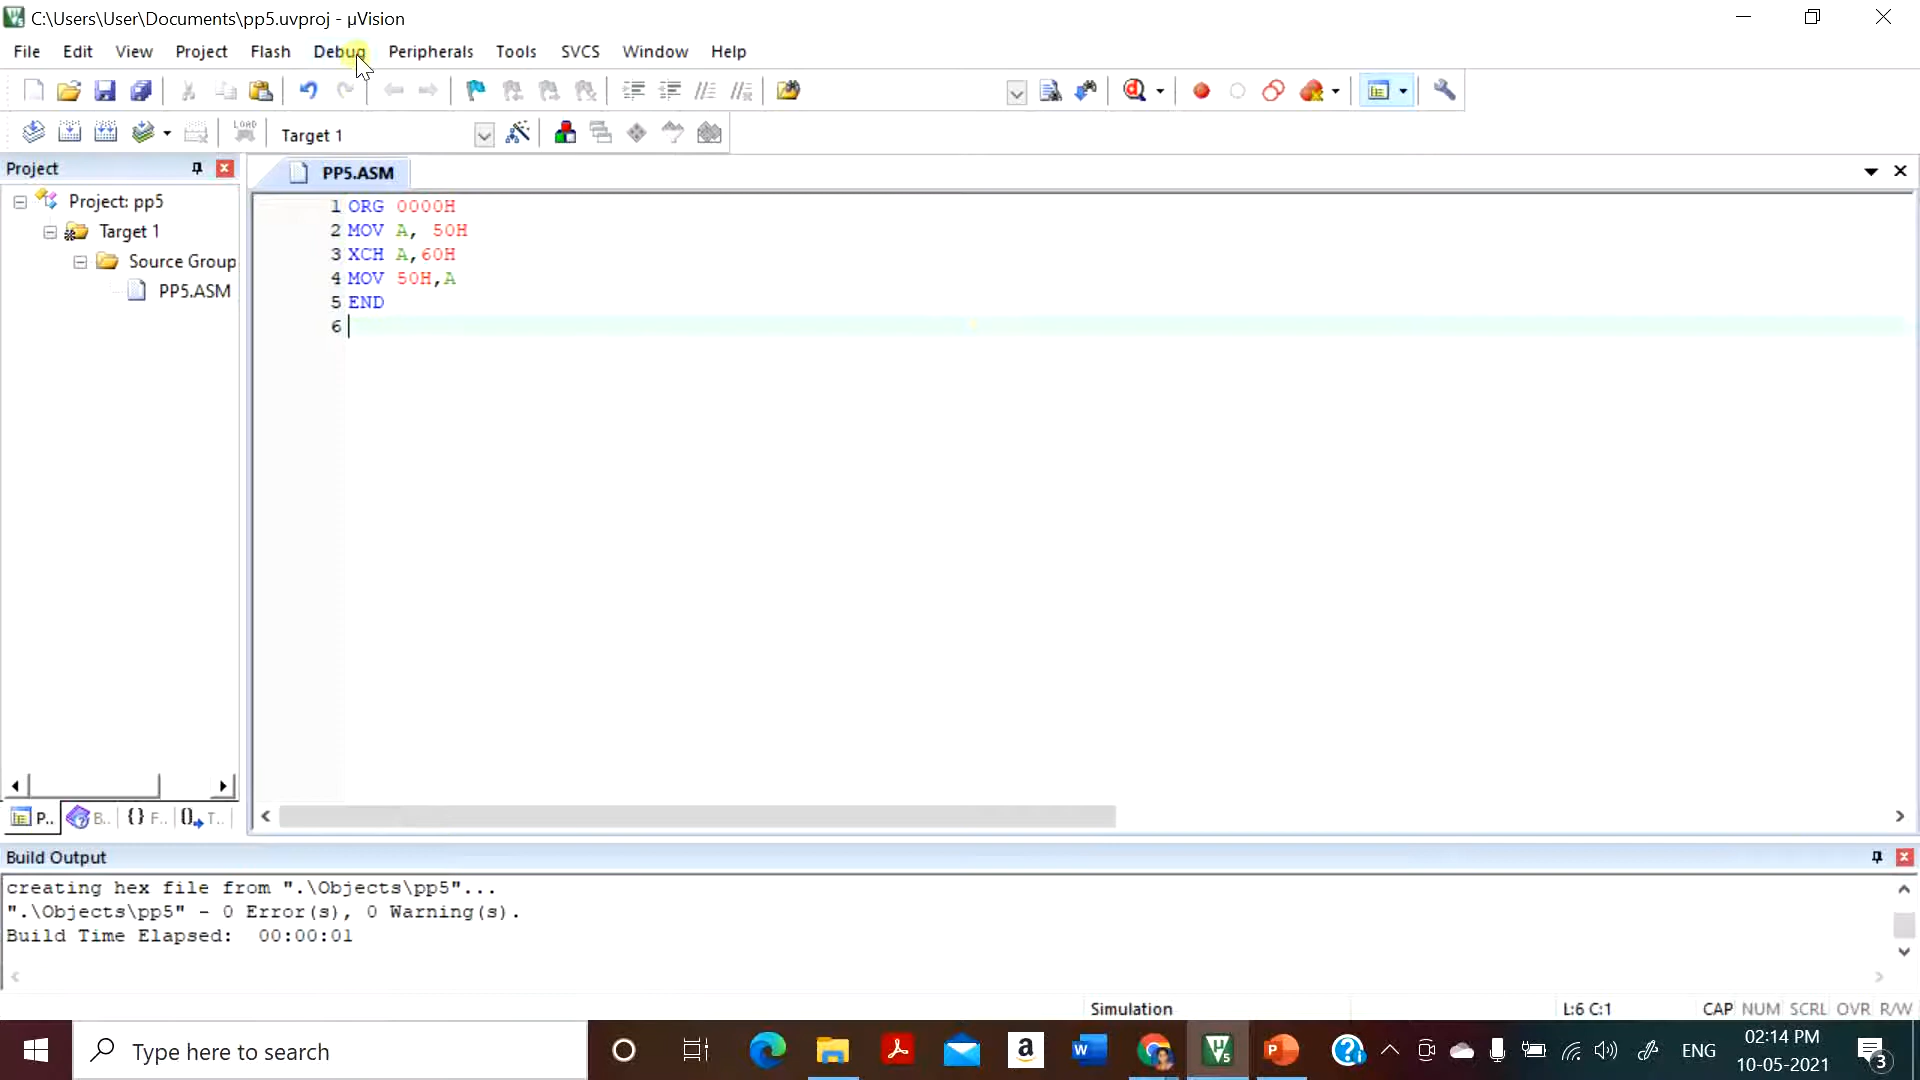 C:\Users\User\Documents\pp5.uvproj - µVision
File Edit View Project Flash Debug Peripherals Tools SVCS Window Help
LOAD
Target 1
Project
PP5.ASM
Project: pp5
Target 1
Source Group
PP5.ASM
1 ORG 0000H
2 MOV A, 50H
3 XCH A,60H
4 MOV 50H,A
5 END
6
P.. B.. {} F.. T..
Build Output
creating hex file from ".\Objects\pp5"...
".\Objects\pp5" - 0 Error(s), 0 Warning(s).
Build Time Elapsed:  00:00:01
Simulation
L:6 C:1
CAP NUM SCRL OVR R/W
Type here to search
ENG
02:14 PM
10-05-2021
3